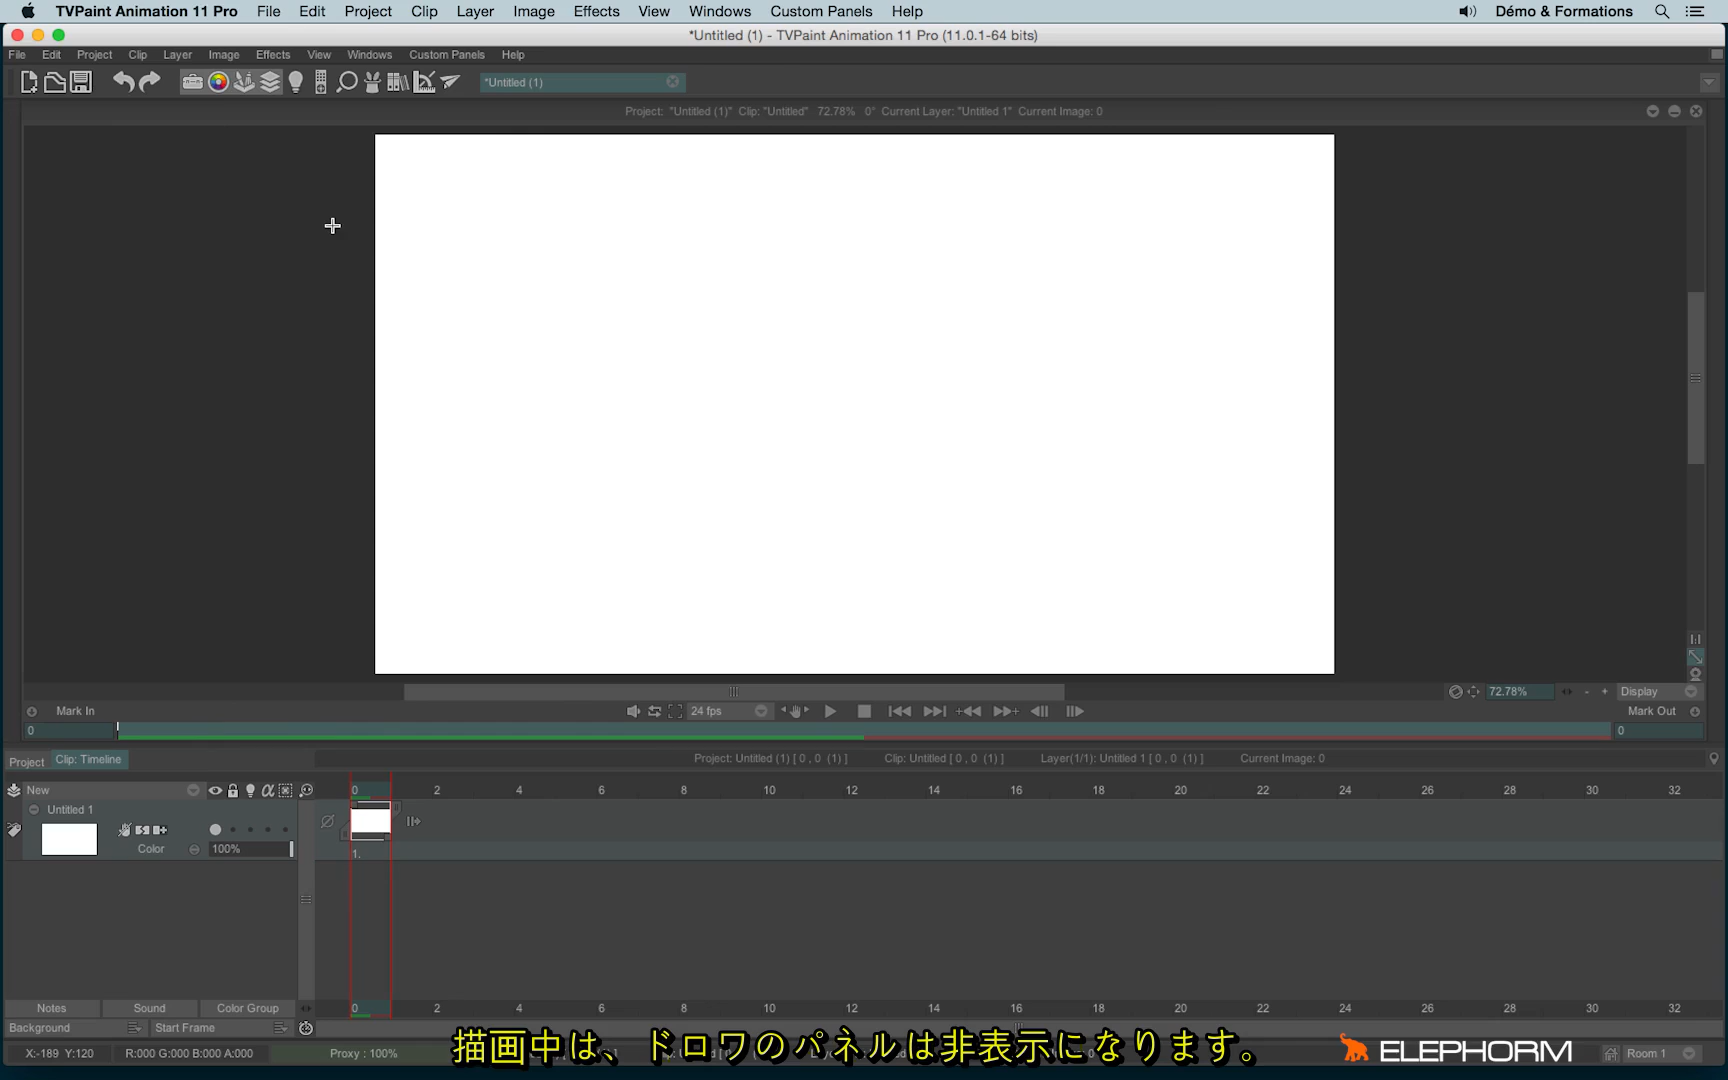 TVPaint Animation 11 Pro File Edit Project Clip Layer Image Effects View Windows Custom Panels Help Démo & Formations
*Untitled (1) - TVPaint Animation 11 Pro (11.0.1-64 bits)
File Edit Project Clip Layer Image Effects View Windows Custom Panels Help
*Untitled (1)
Project: "Untitled (1)" Clip: "Untitled" 72.78% 0° Current Layer: "Untitled 1" Current Image: 0
72.78% - + Display
Mark In 24 fps Mark Out
0 0
Project Clip: Timeline Project: Untitled (1) [ 0 , 0 (1) ] Clip: Untitled [ 0 , 0 (1) ] Layer(1/1): Untitled 1 [ 0 , 0 (1) ] Current Image: 0
New 0 2 4 6 8 10 12 14 16 18 20 22 24 26 28 30 32
Untitled 1
Color 100%
1.
Notes Sound Color Group 0 2 4 6 8 10 12 14 16 18 20 22 24 26 28 30 32
Background Start Frame
X:-189 Y:120 R:000 G:000 B:000 A:000 Proxy : 100% Room 1
描画中は、ドロワのパネルは非表示になります。
ELEPHORM